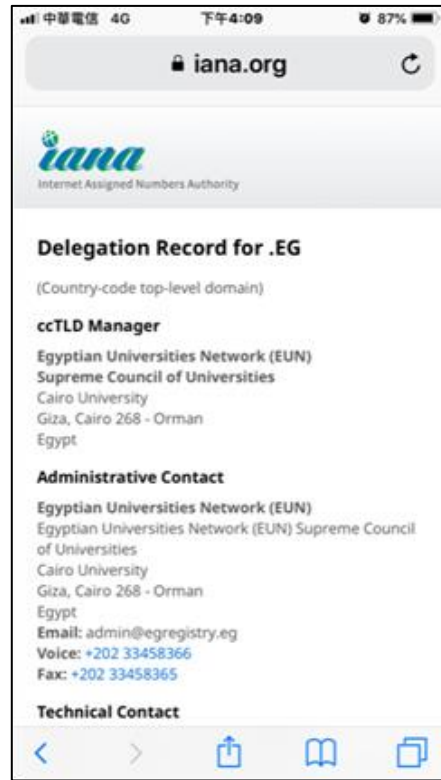 中華電信 4G 下午4:09 87%
iana.org
iana
Internet Assigned Numbers Authority
Delegation Record for .EG
(Country-code top-level domain)
ccTLD Manager
Egyptian Universities Network (EUN)
Supreme Council of Universities
Cairo University
Giza, Cairo 268 - Orman
Egypt
Administrative Contact
Egyptian Universities Network (EUN)
Egyptian Universities Network (EUN) Supreme Council
of Universities
Cairo University
Giza, Cairo 268 - Orman
Egypt
Email: admin@egregistry.eg
Voice: +202 33458366
Fax: +202 33458365
Technical Contact